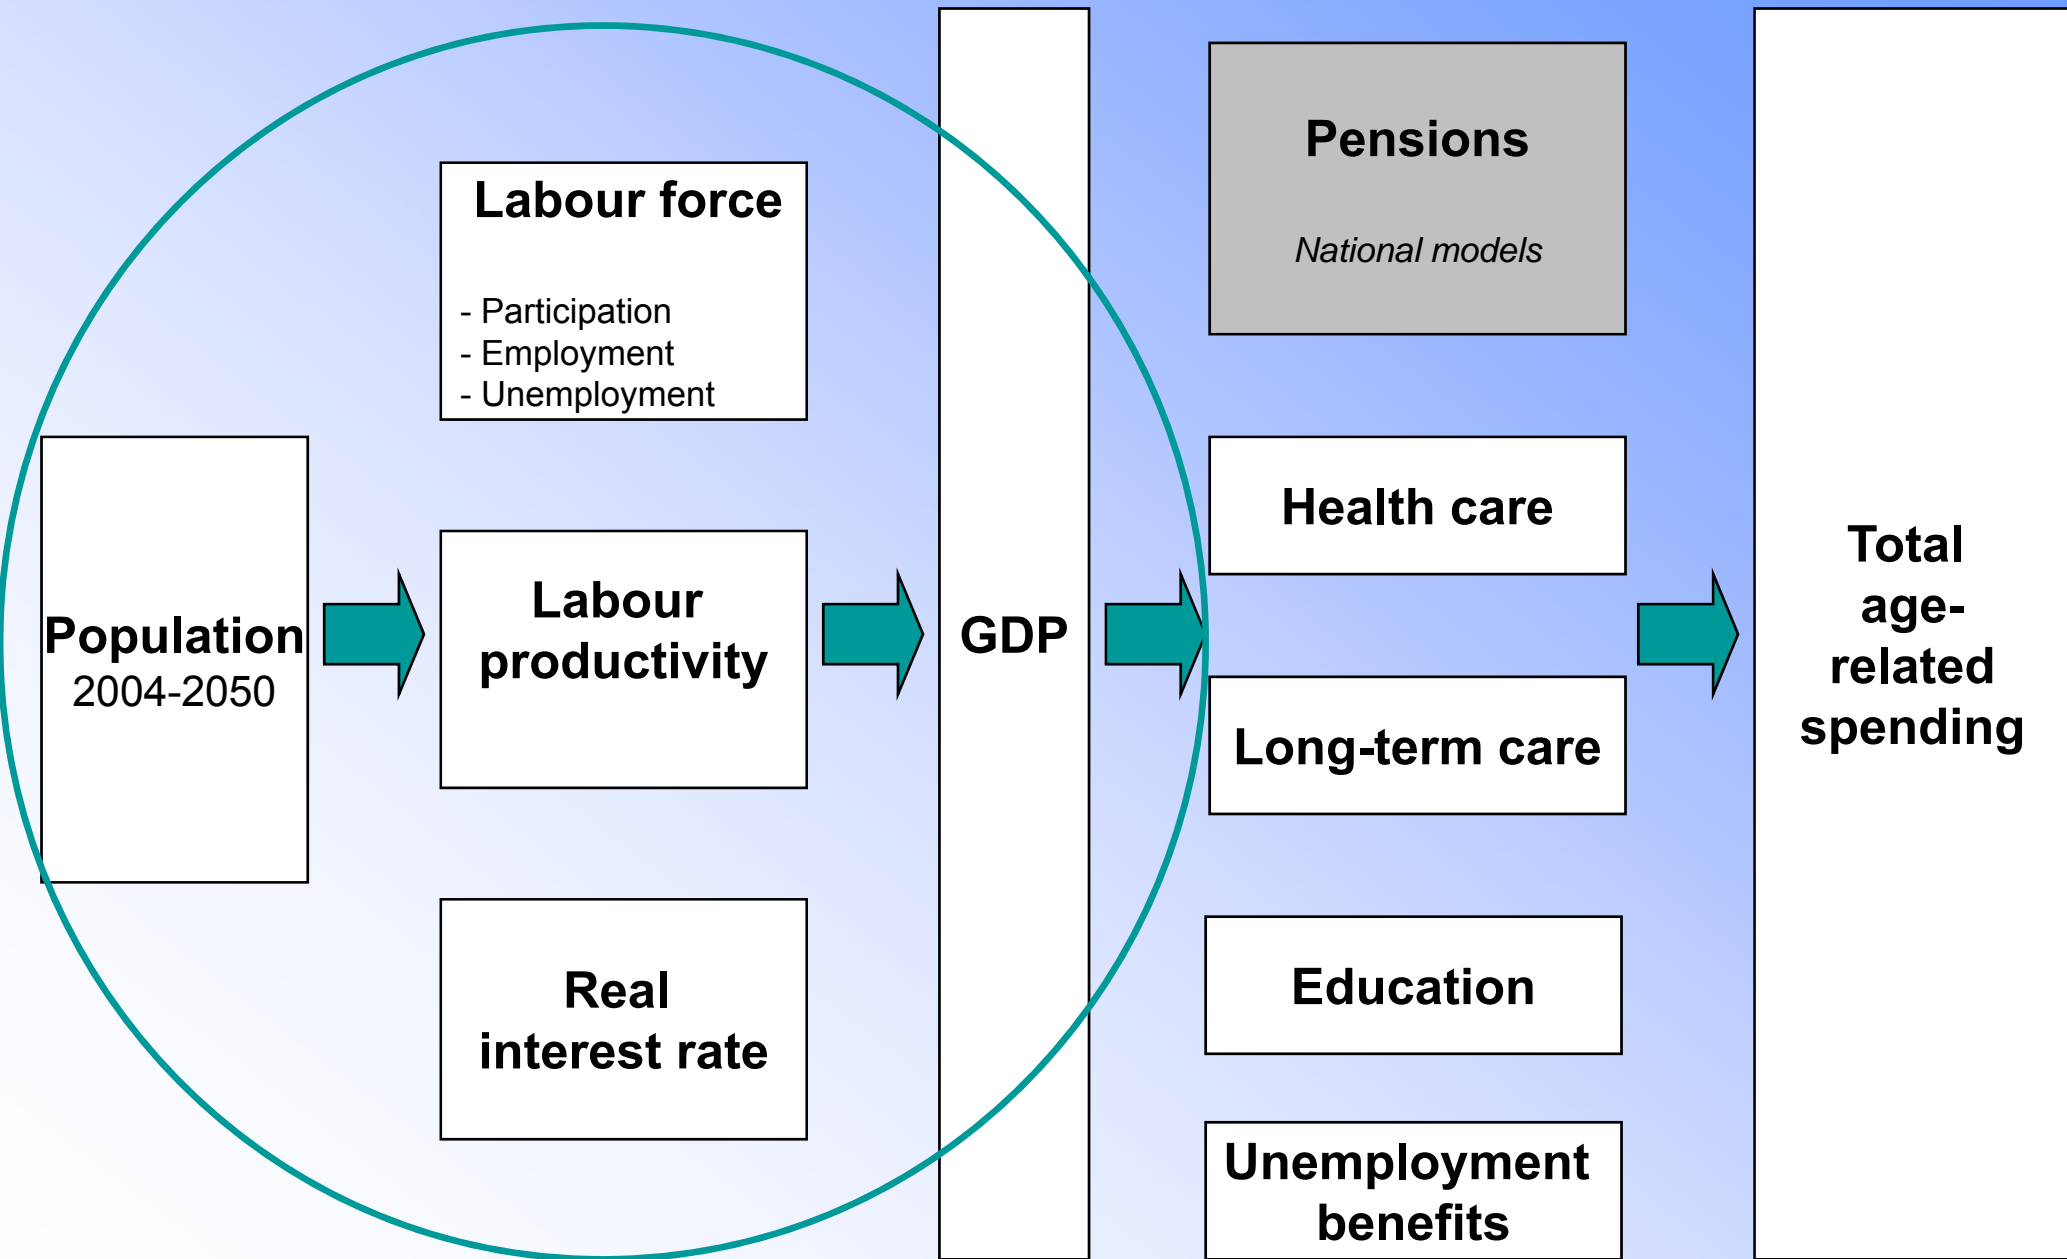 Population
2004-2050
Labour force
- Participation
- Employment
- Unemployment
Labour
productivity
Real
interest rate
GDP
Pensions
National models
Health care
Long-term care
Education
Unemployment
benefits
Total
age-
related
spending